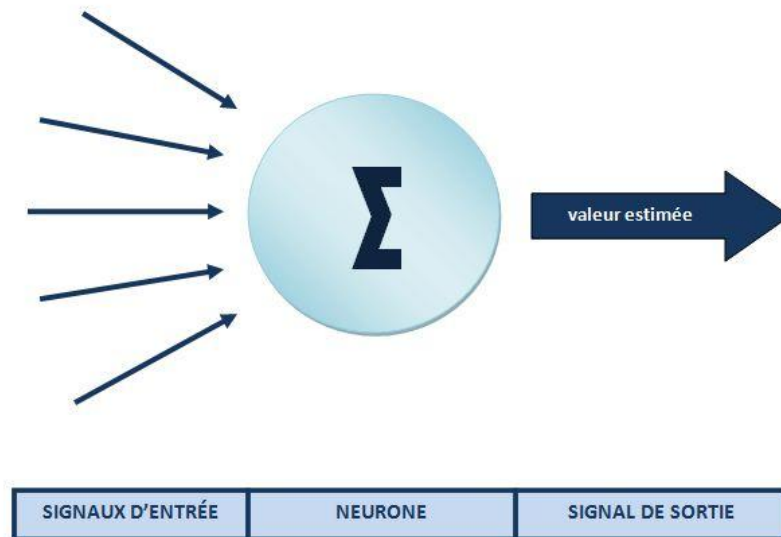 Σ
valeur estimée
SIGNAUX D'ENTRÉE
NEURONE
SIGNAL DE SORTIE